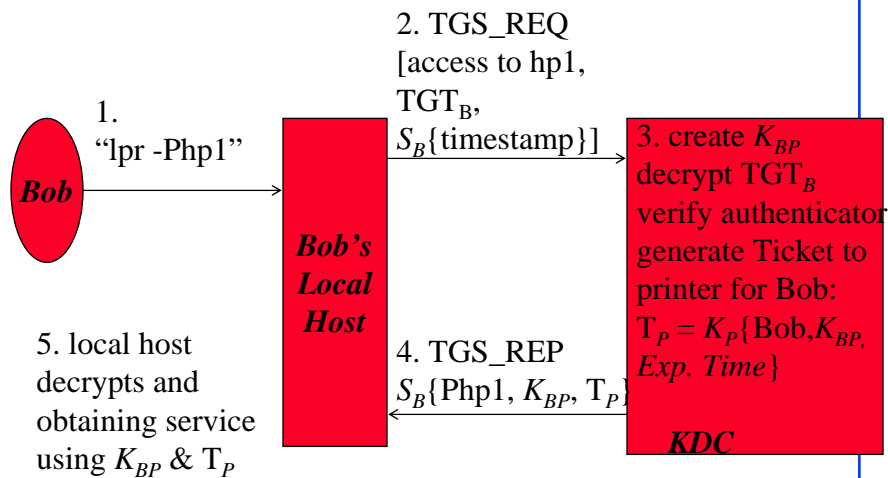 1.
“lpr -Php1”
Bob
2. TGS_REQ
[access to hp1,
TGT_B,
S_B{timestamp}]
Bob’s
Local
Host
3. create K_BP
decrypt TGT_B
verify authenticator
generate Ticket to
printer for Bob:
T_P = K_P{Bob,K_BP,
Exp. Time}
KDC
4. TGS_REP
S_B{Php1, K_BP, T_P}
5. local host
decrypts and
obtaining service
using K_BP & T_P